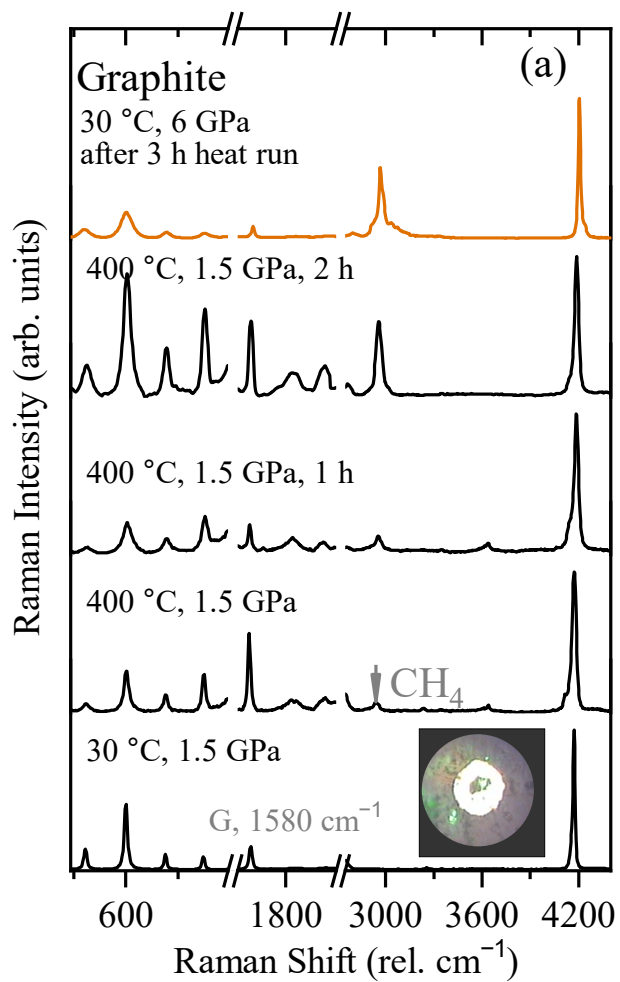 (a)
Graphite
30 °C, 6 GPa
after 3 h heat run
400 °C, 1.5 GPa, 2 h
400 °C, 1.5 GPa, 1 h
400 °C, 1.5 GPa
CH₄
30 °C, 1.5 GPa
G, 1580 cm⁻¹
600 1800 3000 3600 4200
Raman Shift (rel. cm⁻¹)
Raman Intensity (arb. units)